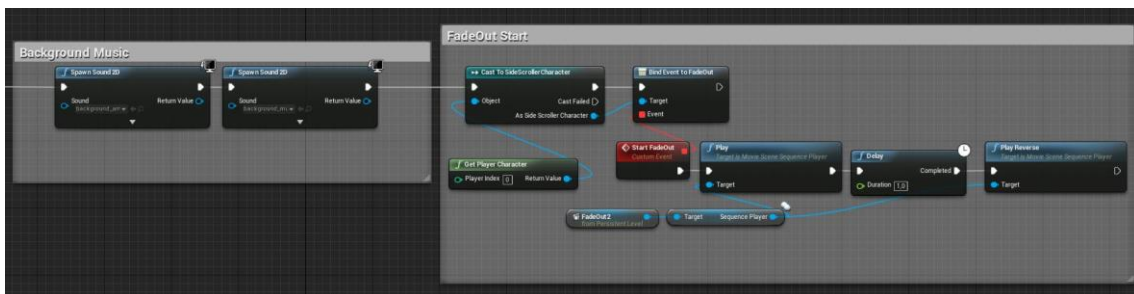 Background Music
Spawn Sound 2D
Sound
Return Value
Spawn Sound 2D
Sound
Return Value
FadeOut Start
Cast To SideScrollerCharacter
Object
Cast Failed
As Side Scroller Character
Bind Event to FadeOut
Target
Event
Get Player Character
Player Index 0
Return Value
Start FadeOut
Custom Event
Play
Target is Movie Scene Sequence Player
Target
Delay
Completed
Duration 1,0
Play Reverse
Target is Movie Scene Sequence Player
Target
FadeOut2
from Persistent Level
Target Sequence Player